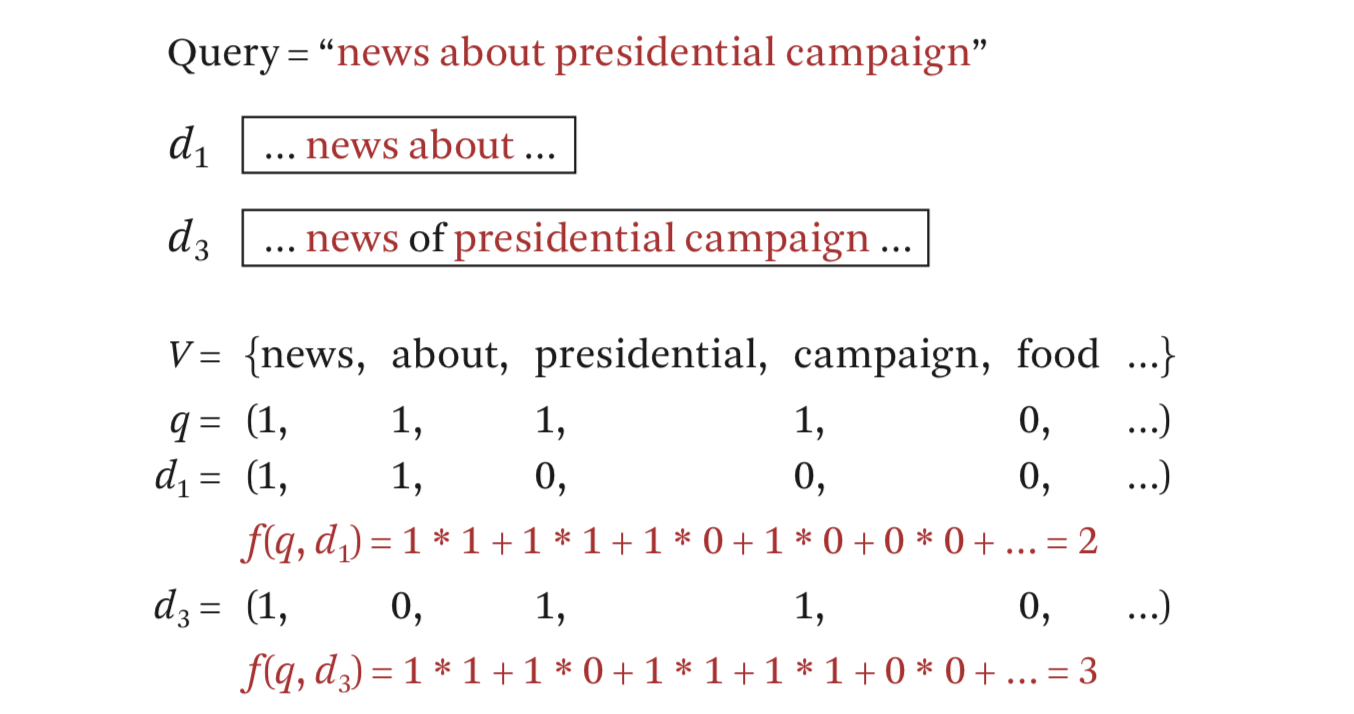 Query = “news about presidential campaign”
d1 ... news about ...
d3 ... news of presidential campaign ...
V = {news, about, presidential, campaign, food ...}
q = (1, 1, 1, 1, 0, ...)
d1 = (1, 1, 0, 0, 0, ...)
f(q, d1) = 1 * 1 + 1 * 1 + 1 * 0 + 1 * 0 + 0 * 0 + ... = 2
d3 = (1, 0, 1, 1, 0, ...)
f(q, d3) = 1 * 1 + 1 * 0 + 1 * 1 + 1 * 1 + 0 * 0 + ... = 3